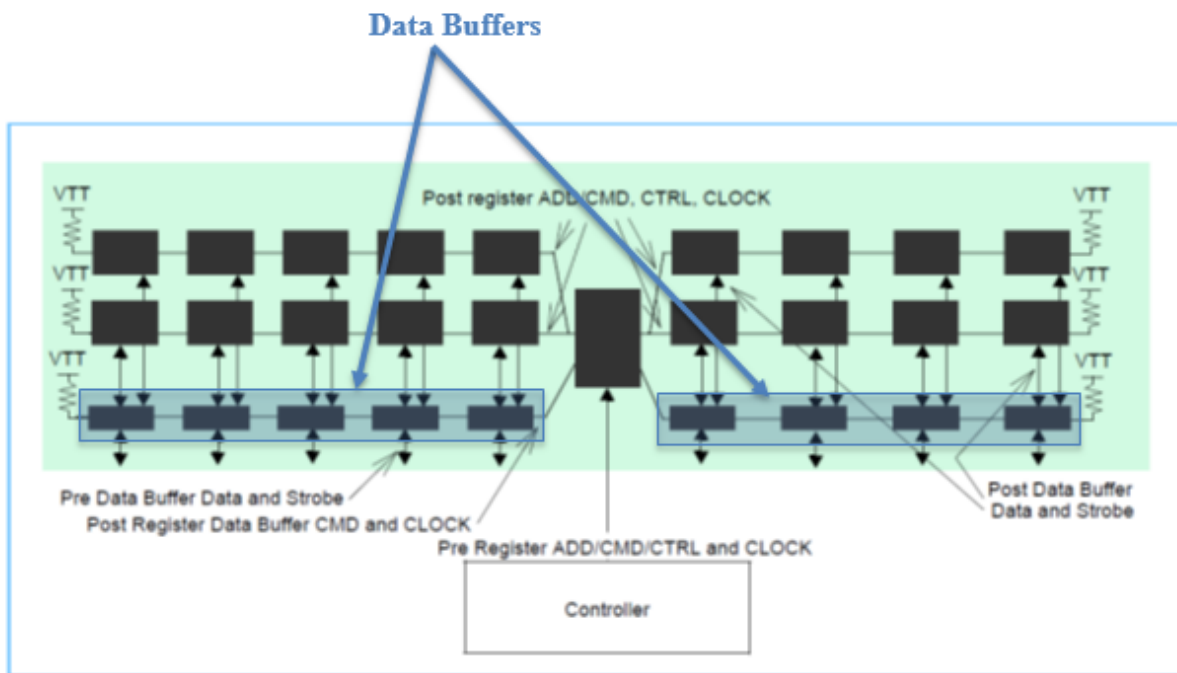 Data Buffers
VTT
Post register ADD/CMD, CTRL, CLOCK
VTT
VTT
VTT
VTT
VTT
Pre Data Buffer Data and Strobe
Post Register Data Buffer CMD and CLOCK
Post Data Buffer
Data and Strobe
Pre Register ADD/CMD/CTRL and CLOCK
Controller